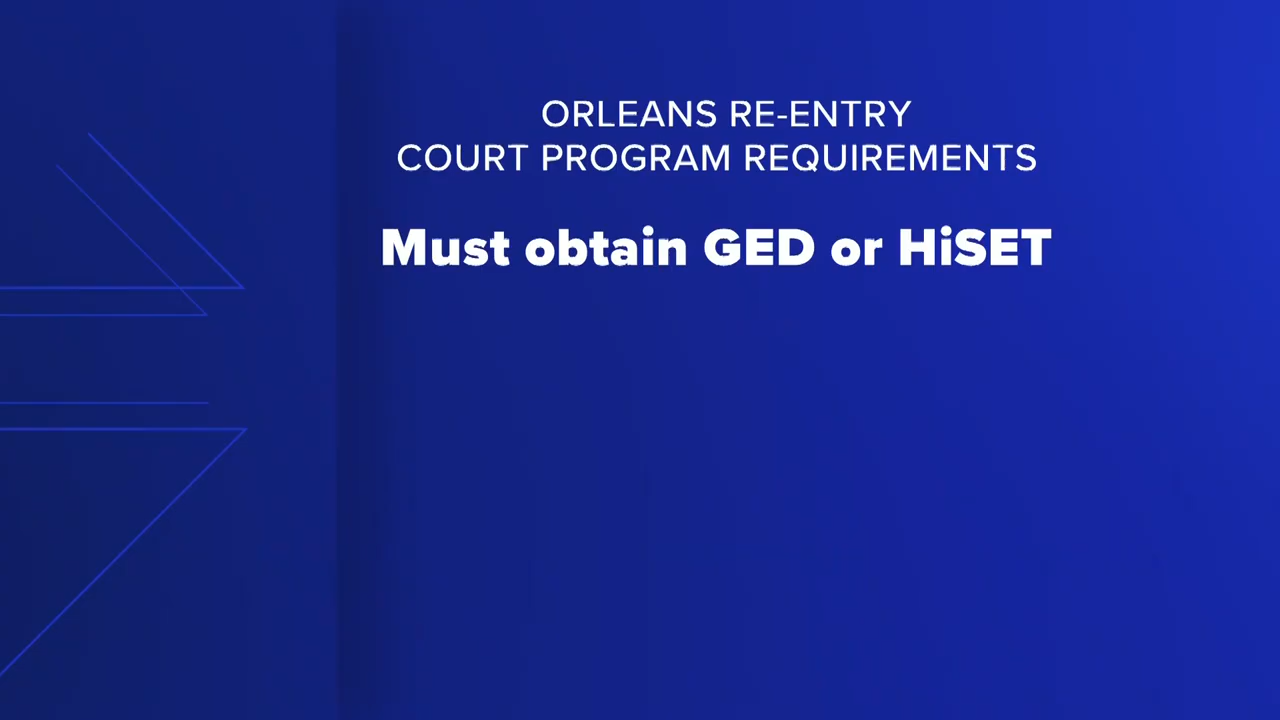 ORLEANS RE-ENTRY
COURT PROGRAM REQUIREMENTS
Must obtain GED or HiSET